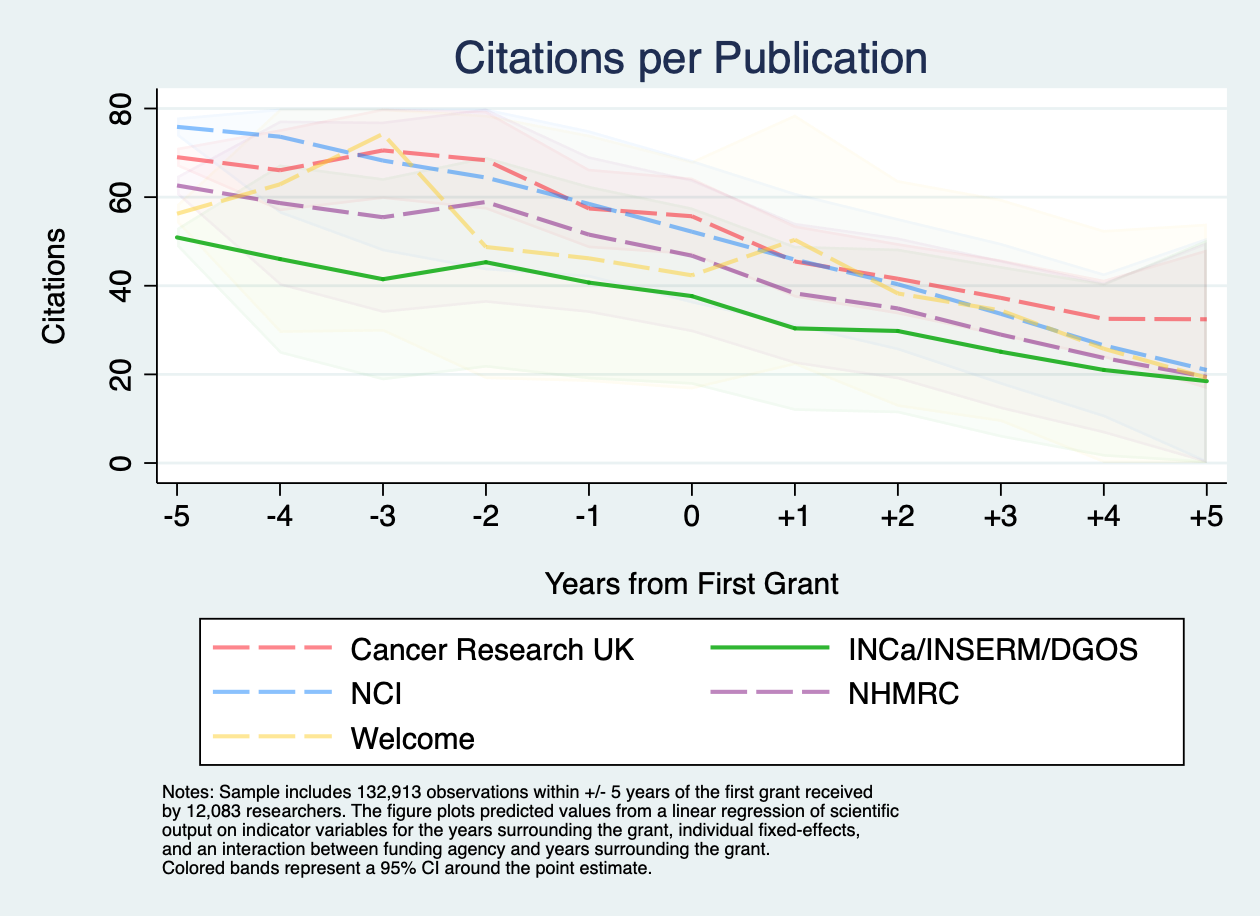 Citations per Publication
Citations
80
60
40
20
0
-5 -4 -3 -2 -1 0 +1 +2 +3 +4 +5
Years from First Grant
Cancer Research UK INCa/INSERM/DGOS
NCI NHMRC
Welcome
Notes: Sample includes 132,913 observations within +/- 5 years of the first grant received
by 12,083 researchers. The figure plots predicted values from a linear regression of scientific
output on indicator variables for the years surrounding the grant, individual fixed-effects,
and an interaction between funding agency and years surrounding the grant.
Colored bands represent a 95% CI around the point estimate.